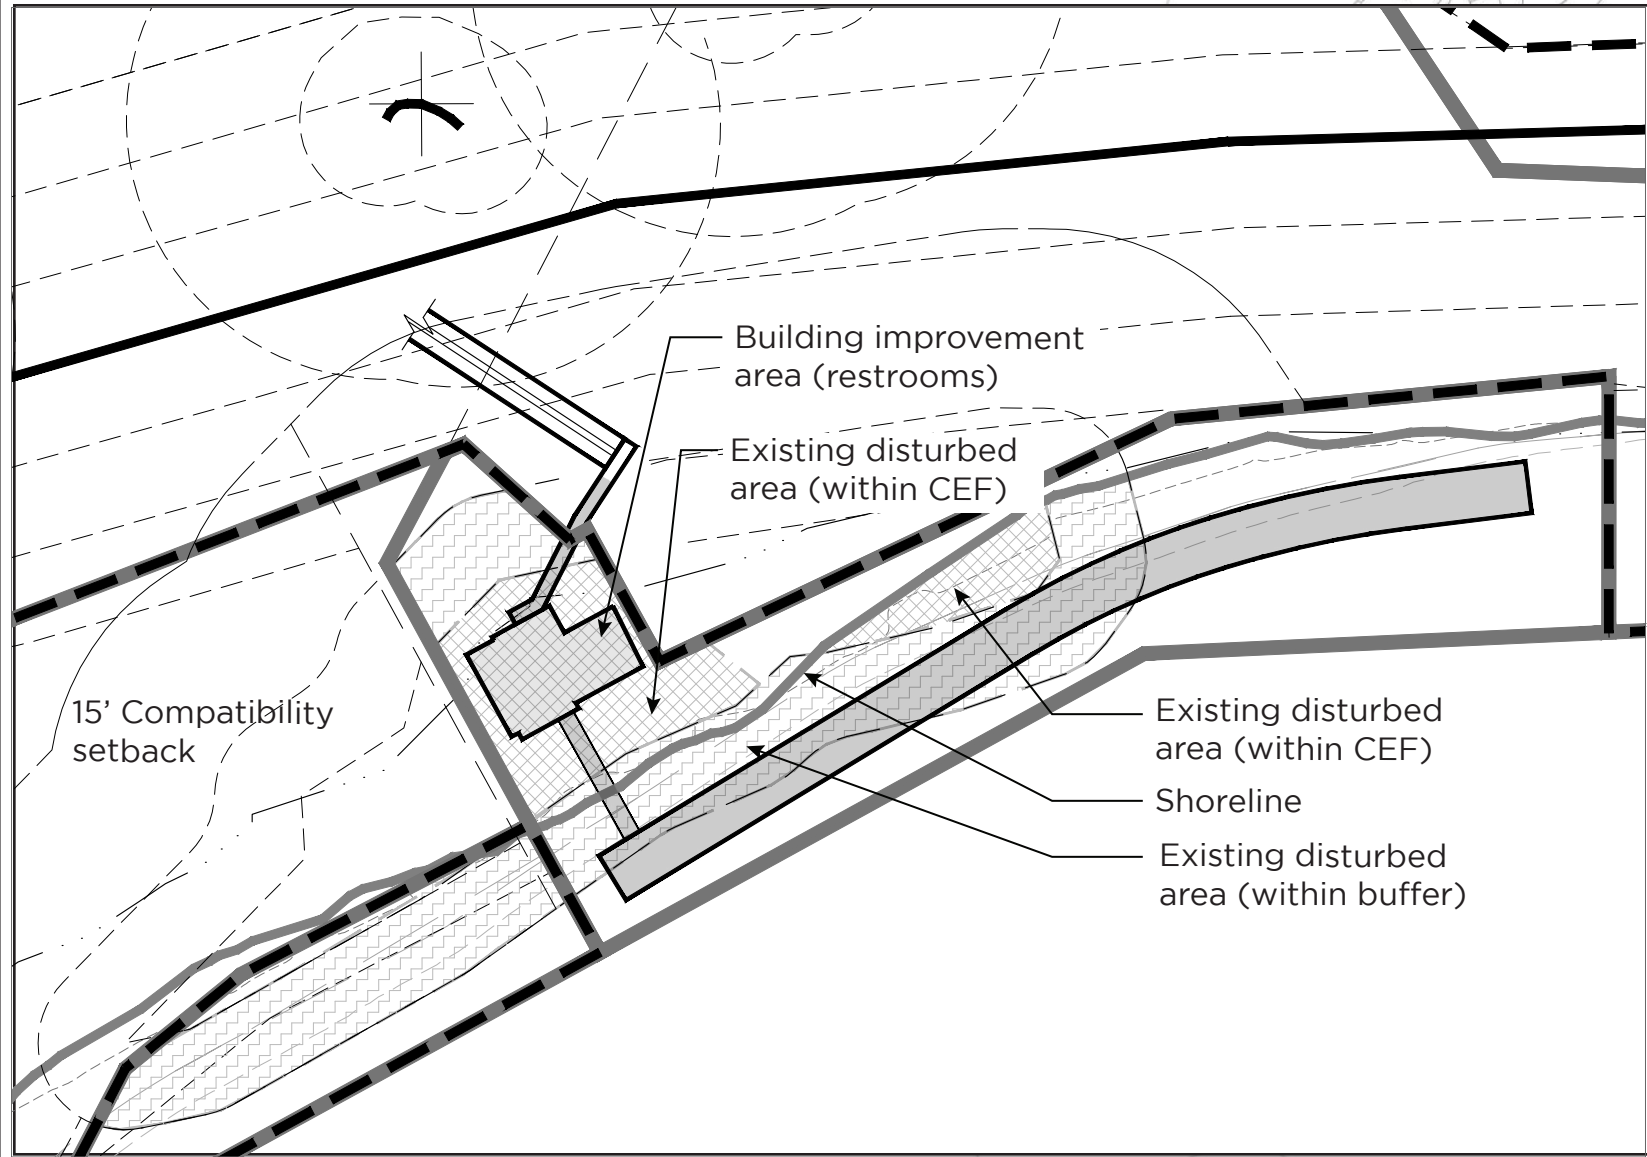 Building improvement
area (restrooms)
Existing disturbed
area (within CEF)
15’ Compatibility
setback
Existing disturbed
area (within CEF)
Shoreline
Existing disturbed
area (within buffer)